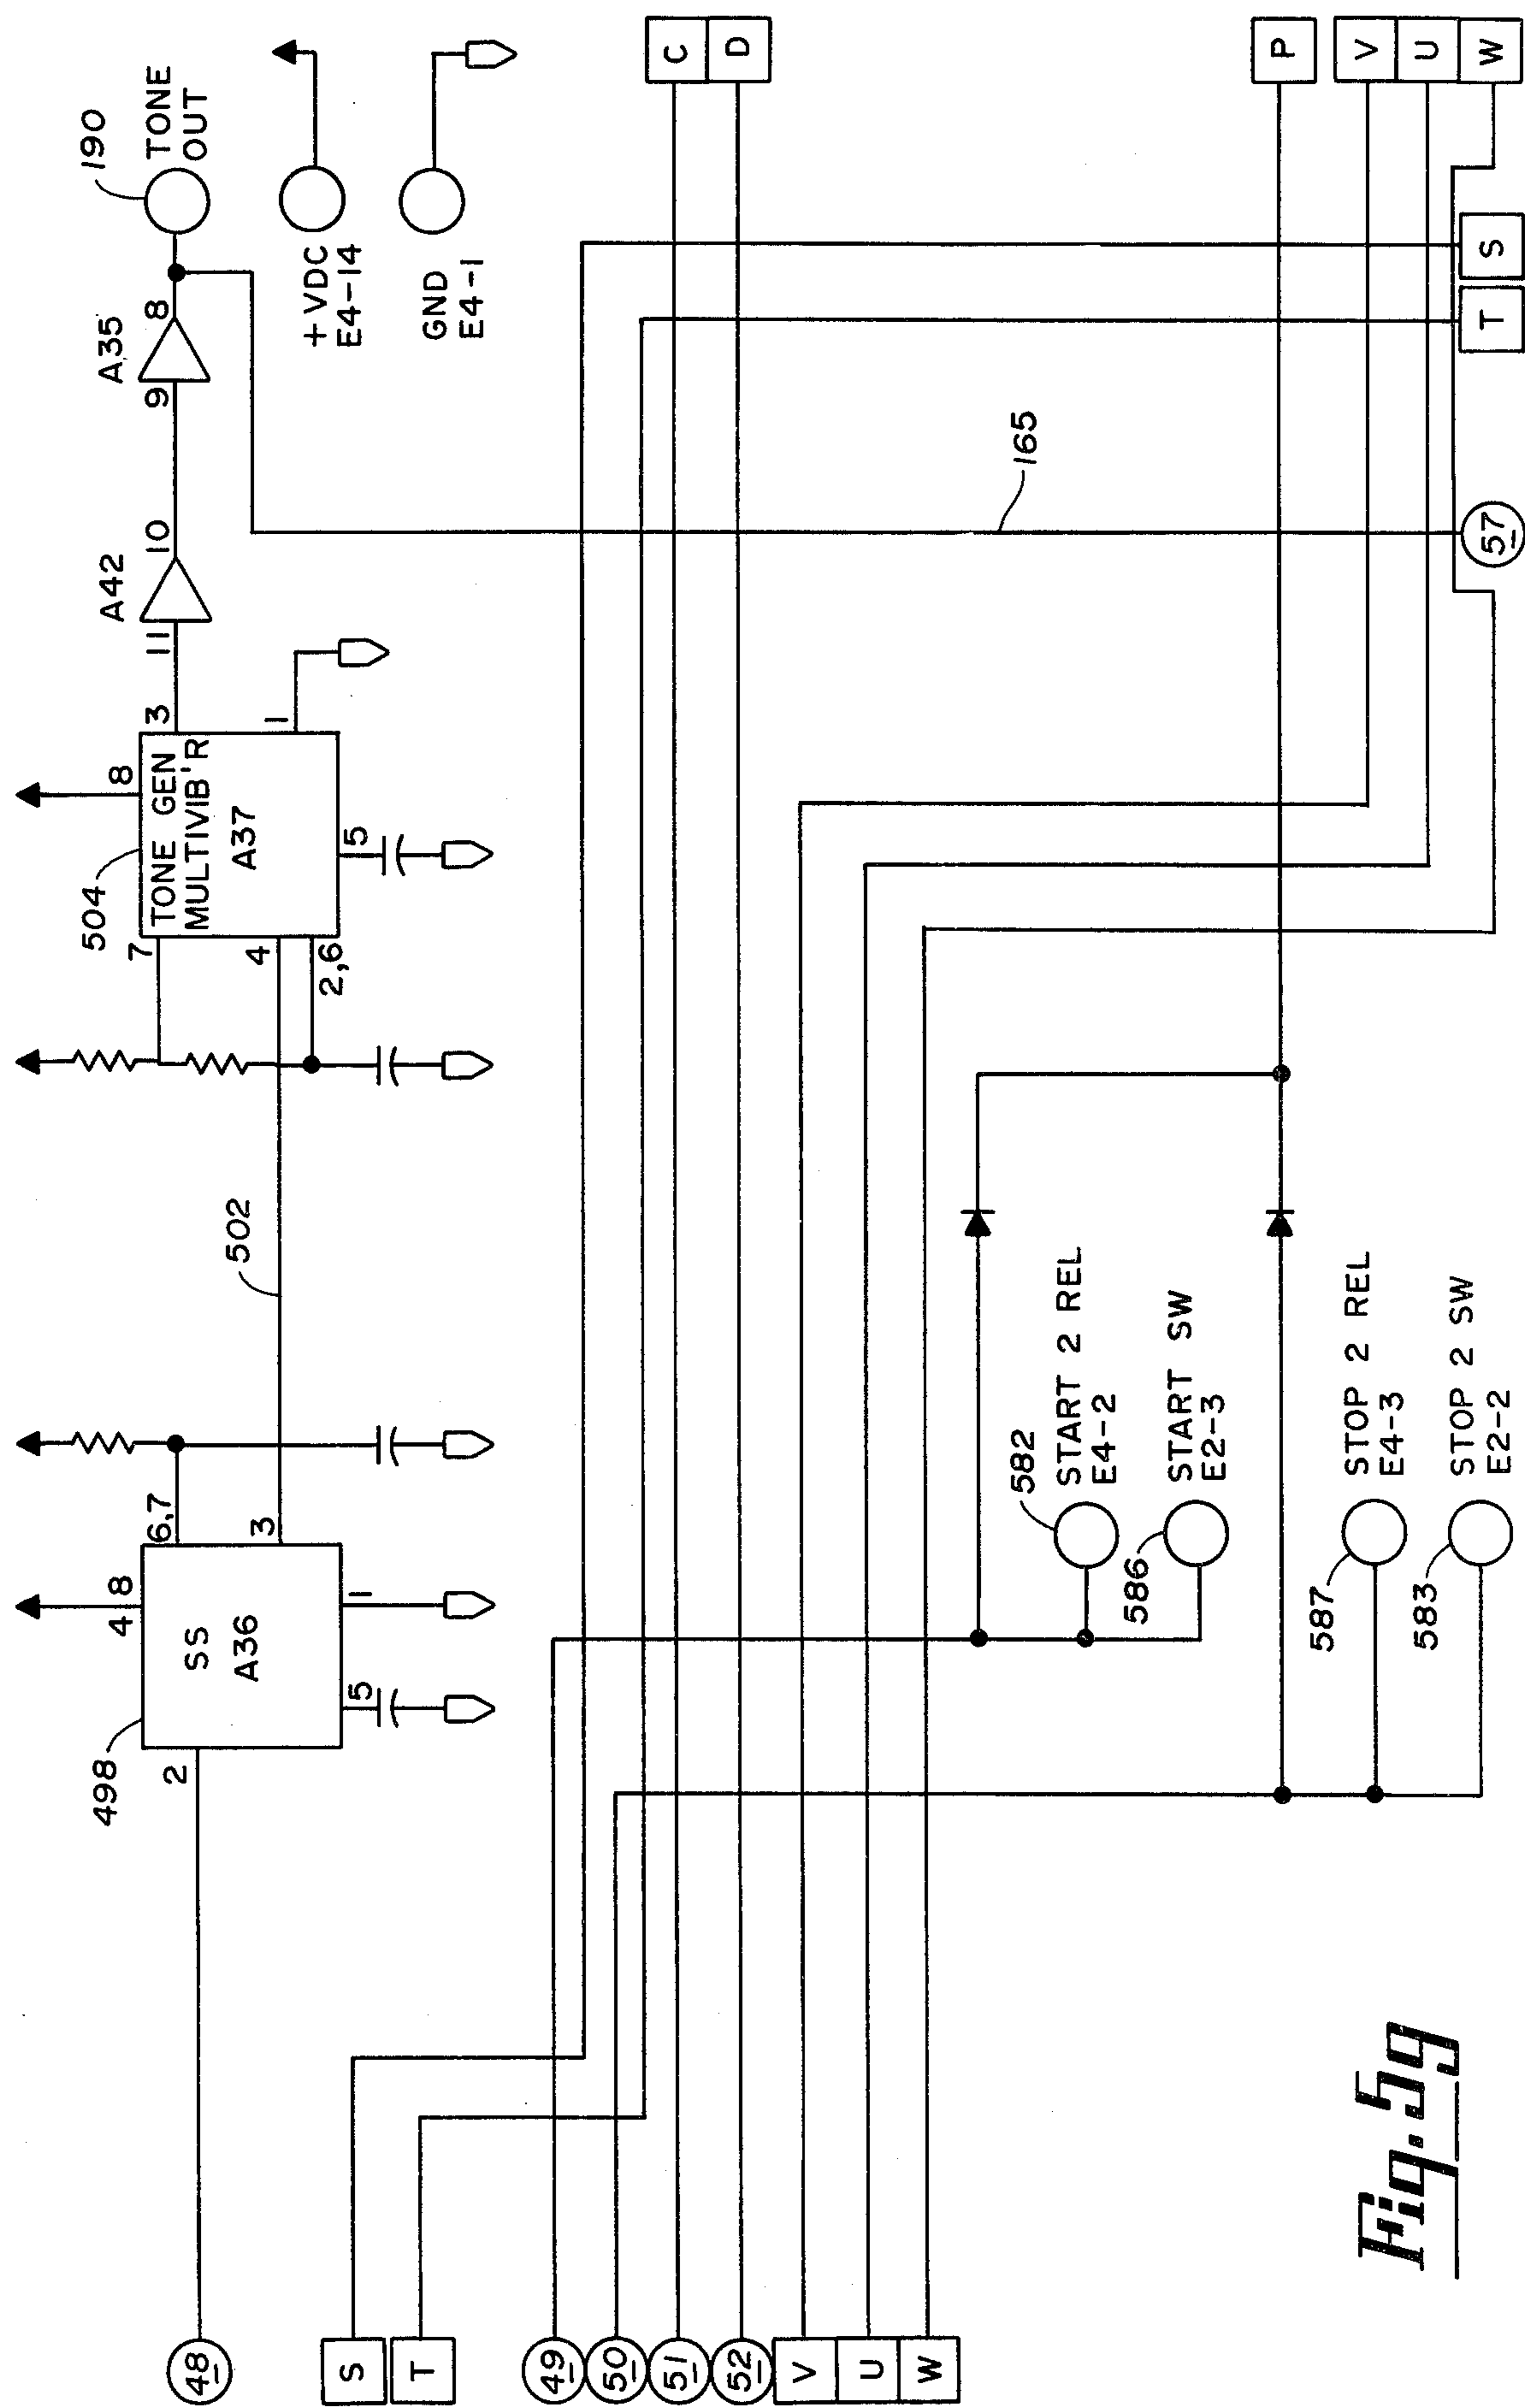 190
TONE
OUT
A35
9
8
A42
11
10
+VDC
E4-14
GND
E4-1
504
TONE GEN
MULTIVIB'R
A37
8
3
1
5
7
4
2,6
502
498
SS
A36
4
8
6,7
3
1
5
2
48
S
T
49
50
51
52
V
U
W
C
D
P
V
U
W
S
T
57
165
582
START 2 REL
E4-2
586
START SW
E2-3
587
STOP 2 REL
E4-3
583
STOP 2 SW
E2-2
Fig. 5g